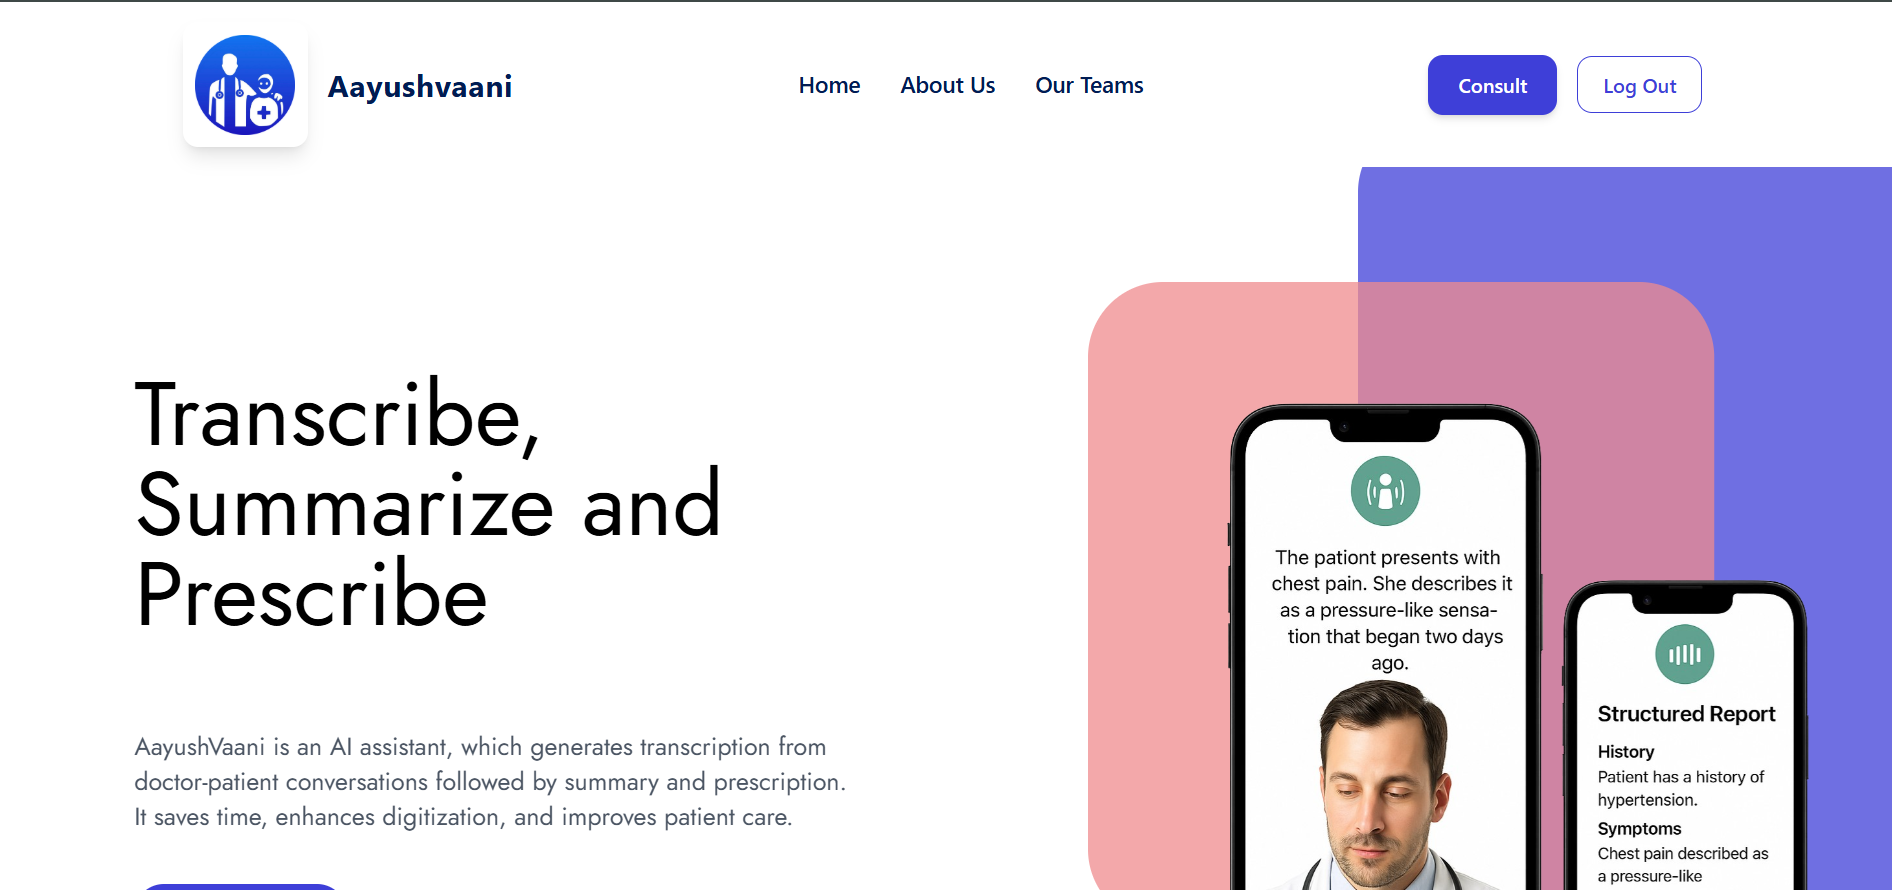 Aayushvaani
Home
About Us
Our Teams
Consult
Log Out
Transcribe,
Summarize and
Prescribe
AayushVaani is an AI assistant, which generates transcription from
doctor-patient conversations followed by summary and prescription.
It saves time, enhances digitization, and improves patient care.
The pationt presents with
chest pain. She describes it
as a pressure-like sensa-
tion that began two days
ago.
Structured Report
History
Patient has a history of
hypertension.
Symptoms
Chest pain described as
a pressure-like